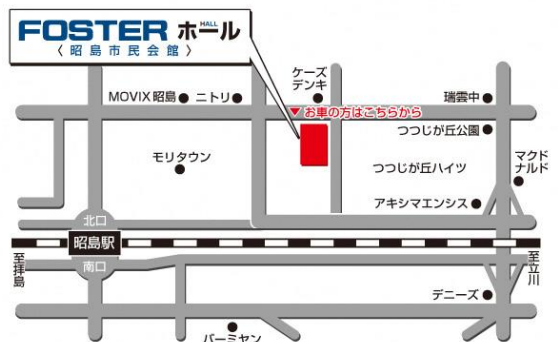 FOSTER HALL ホール
〈 昭島市民会館 〉
ケーズ
デンキ
MOVIX昭島
ニトリ
瑞雲中
▼お車の方はこちらから
つつじが丘公園
モリタウン
つつじが丘ハイツ
マクド
ナルド
アキシマエンシス
北口
昭島駅
南口
至拝島
至立川
デニーズ
バーミヤン